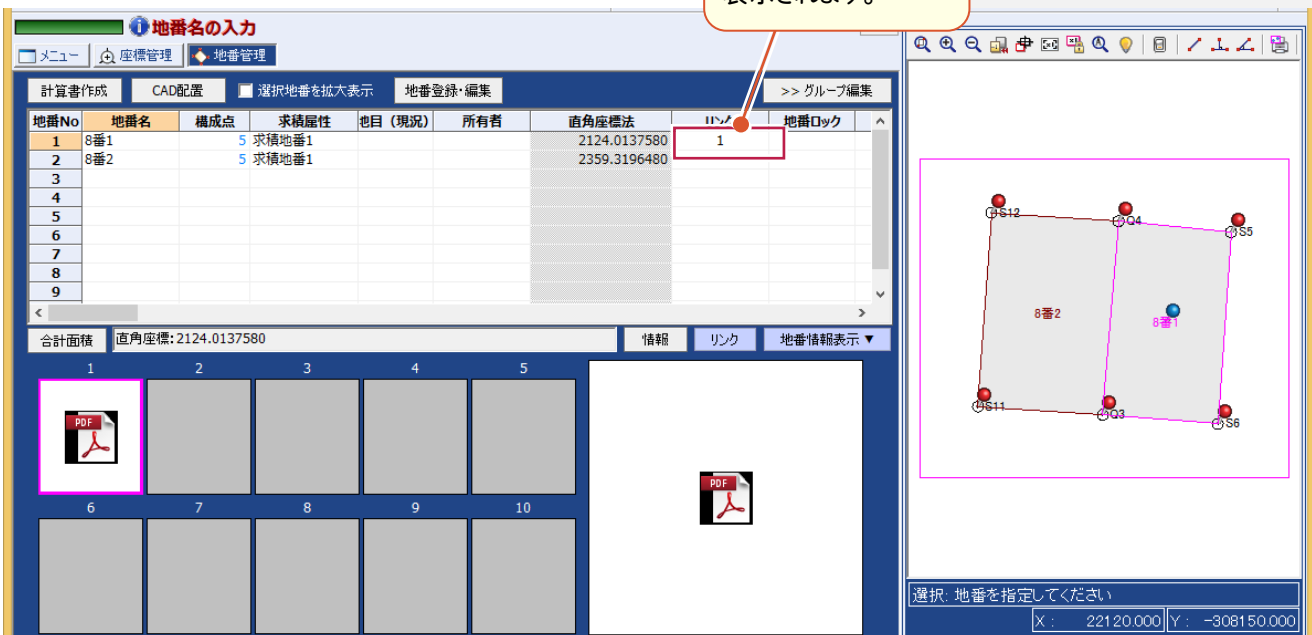 表示されます。
地番名の入力
メニュー 座標管理 地番管理
計算書作成 CAD配置 選択地番を拡大表示 地番登録・編集 >> グループ編集
地番No 地番名 構成点 求積属性 地目（現況） 所有者 直角座標法 リンク 地番ロック
1 8番1 5 求積地番1 2124.0137580 1
2 8番2 5 求積地番1 2359.3196480
3
4
5
6
7
8
9
合計面積 直角座標:2124.0137580 情報 リンク 地番情報表示 ▼
1 2 3 4 5
PDF
PDF
6 7 8 9 10
S12 Q4 S5
8番2 8番1
S11 Q3 S6
選択: 地番を指定してください
X : 22120.000 Y : -308150.000